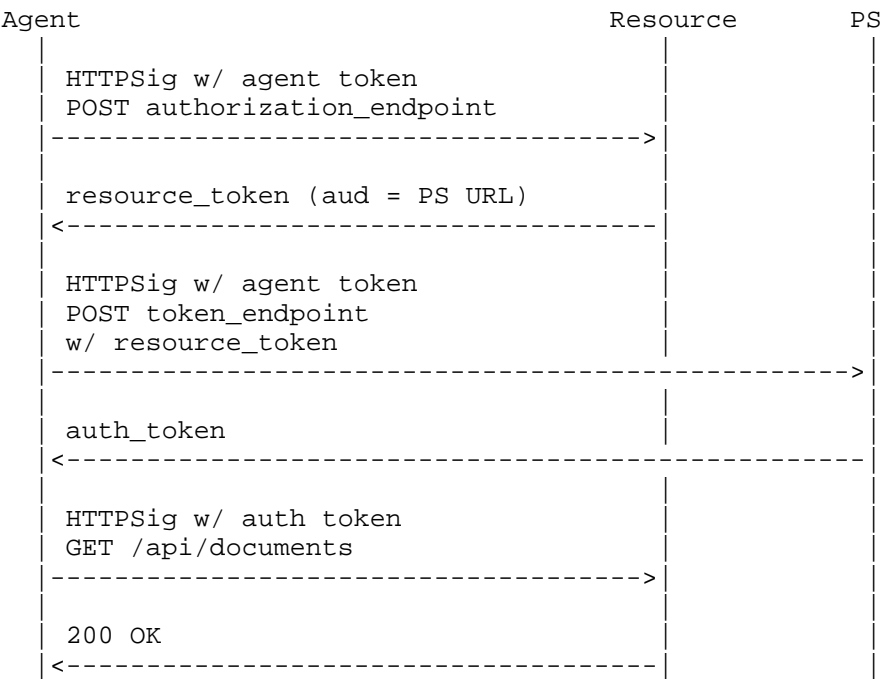 Agent Resource PS
HTTPSig w/ agent token
POST authorization_endpoint
resource_token (aud = PS URL)
HTTPSig w/ agent token
POST token_endpoint
w/ resource_token
auth_token
HTTPSig w/ auth token
GET /api/documents
200 OK